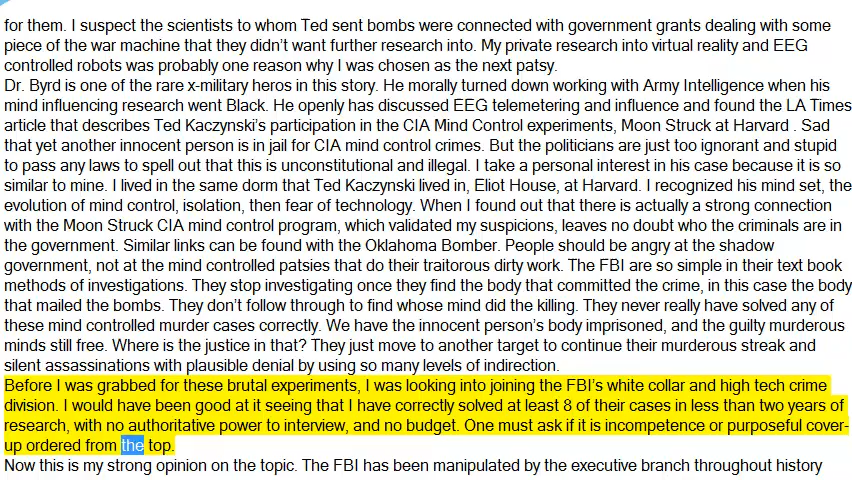 for them. I suspect the scientists to whom Ted sent bombs were connected with government grants dealing with some
piece of the war machine that they didn’t want further research into. My private research into virtual reality and EEG
controlled robots was probably one reason why I was chosen as the next patsy.
Dr. Byrd is one of the rare x-military heros in this story. He morally turned down working with Army Intelligence when his
mind influencing research went Black. He openly has discussed EEG telemetering and influence and found the LA Times
article that describes Ted Kaczynski’s participation in the CIA Mind Control experiments, Moon Struck at Harvard . Sad
that yet another innocent person is in jail for CIA mind control crimes. But the politicians are just too ignorant and stupid
to pass any laws to spell out that this is unconstitutional and illegal. I take a personal interest in his case because it is so
similar to mine. I lived in the same dorm that Ted Kaczynski lived in, Eliot House, at Harvard. I recognized his mind set, the
evolution of mind control, isolation, then fear of technology. When I found out that there is actually a strong connection
with the Moon Struck CIA mind control program, which validated my suspicions, leaves no doubt who the criminals are in
the government. Similar links can be found with the Oklahoma Bomber. People should be angry at the shadow
government, not at the mind controlled patsies that do their traitorous dirty work. The FBI are so simple in their text book
methods of investigations. They stop investigating once they find the body that committed the crime, in this case the body
that mailed the bombs. They don’t follow through to find whose mind did the killing. They never really have solved any of
these mind controlled murder cases correctly. We have the innocent person’s body imprisoned, and the guilty murderous
minds still free. Where is the justice in that? They just move to another target to continue their murderous streak and
silent assassinations with plausible denial by using so many levels of indirection.
Before I was grabbed for these brutal experiments, I was looking into joining the FBI’s white collar and high tech crime
division. I would have been good at it seeing that I have correctly solved at least 8 of their cases in less than two years of
research, with no authoritative power to interview, and no budget. One must ask if it is incompetence or purposeful cover-
up ordered from the top.
Now this is my strong opinion on the topic. The FBI has been manipulated by the executive branch throughout history